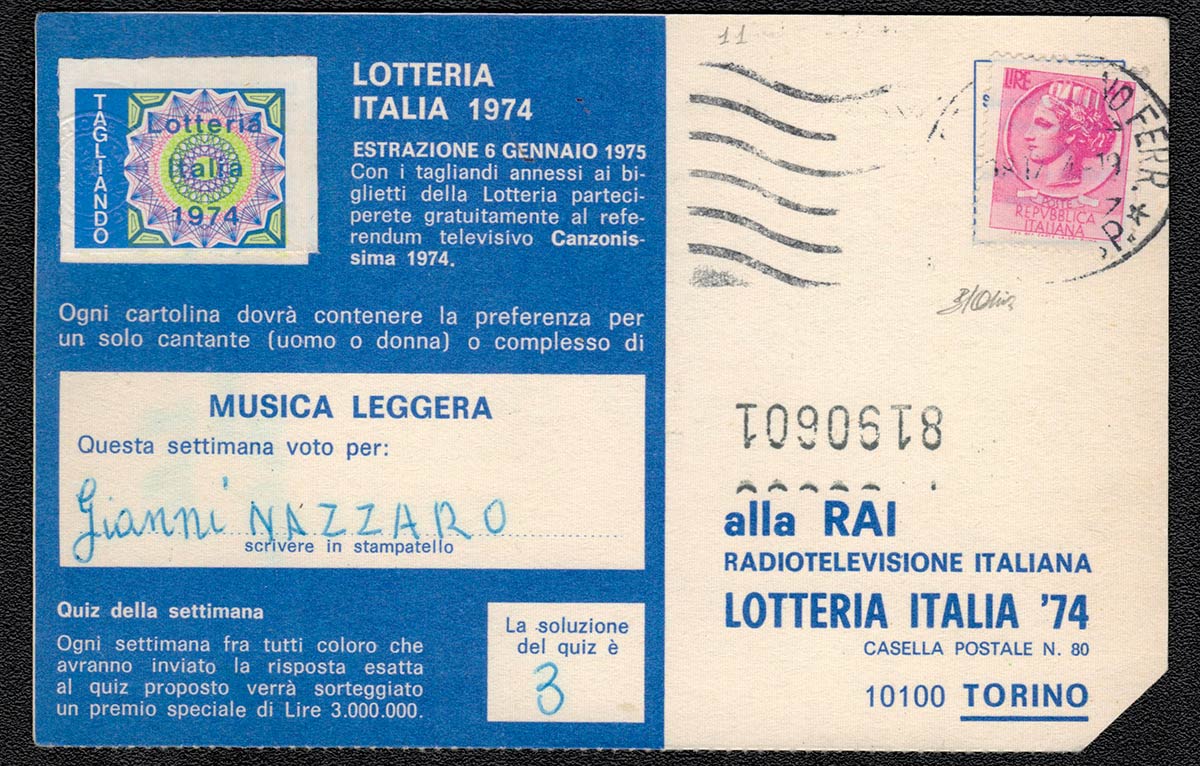 TAGLIANDO
Lotteria
Italia
1974
LOTTERIA
ITALIA 1974
ESTRAZIONE 6 GENNAIO 1975
Con i tagliandi annessi ai bi-
glietti della Lotteria parteci-
perete gratuitamente al refe-
rendum televisivo Canzonis-
sima 1974.
Ogni cartolina dovrà contenere la preferenza per
un solo cantante (uomo o donna) o complesso di
MUSICA LEGGERA
Questa settimana voto per:
Gianni NAZZARO
scrivere in stampatello
Quiz della settimana
Ogni settimana fra tutti coloro che
avranno inviato la risposta esatta
al quiz proposto verrà sorteggiato
un premio speciale di Lire 3.000.000.
La soluzione
del quiz è
3
11
LIRE
POSTE
REPVBBLICA
ITALIANA
NO FERR.
P.*
8190601
alla RAI
RADIOTELEVISIONE ITALIANA
LOTTERIA ITALIA '74
CASELLA POSTALE N. 80
10100 TORINO